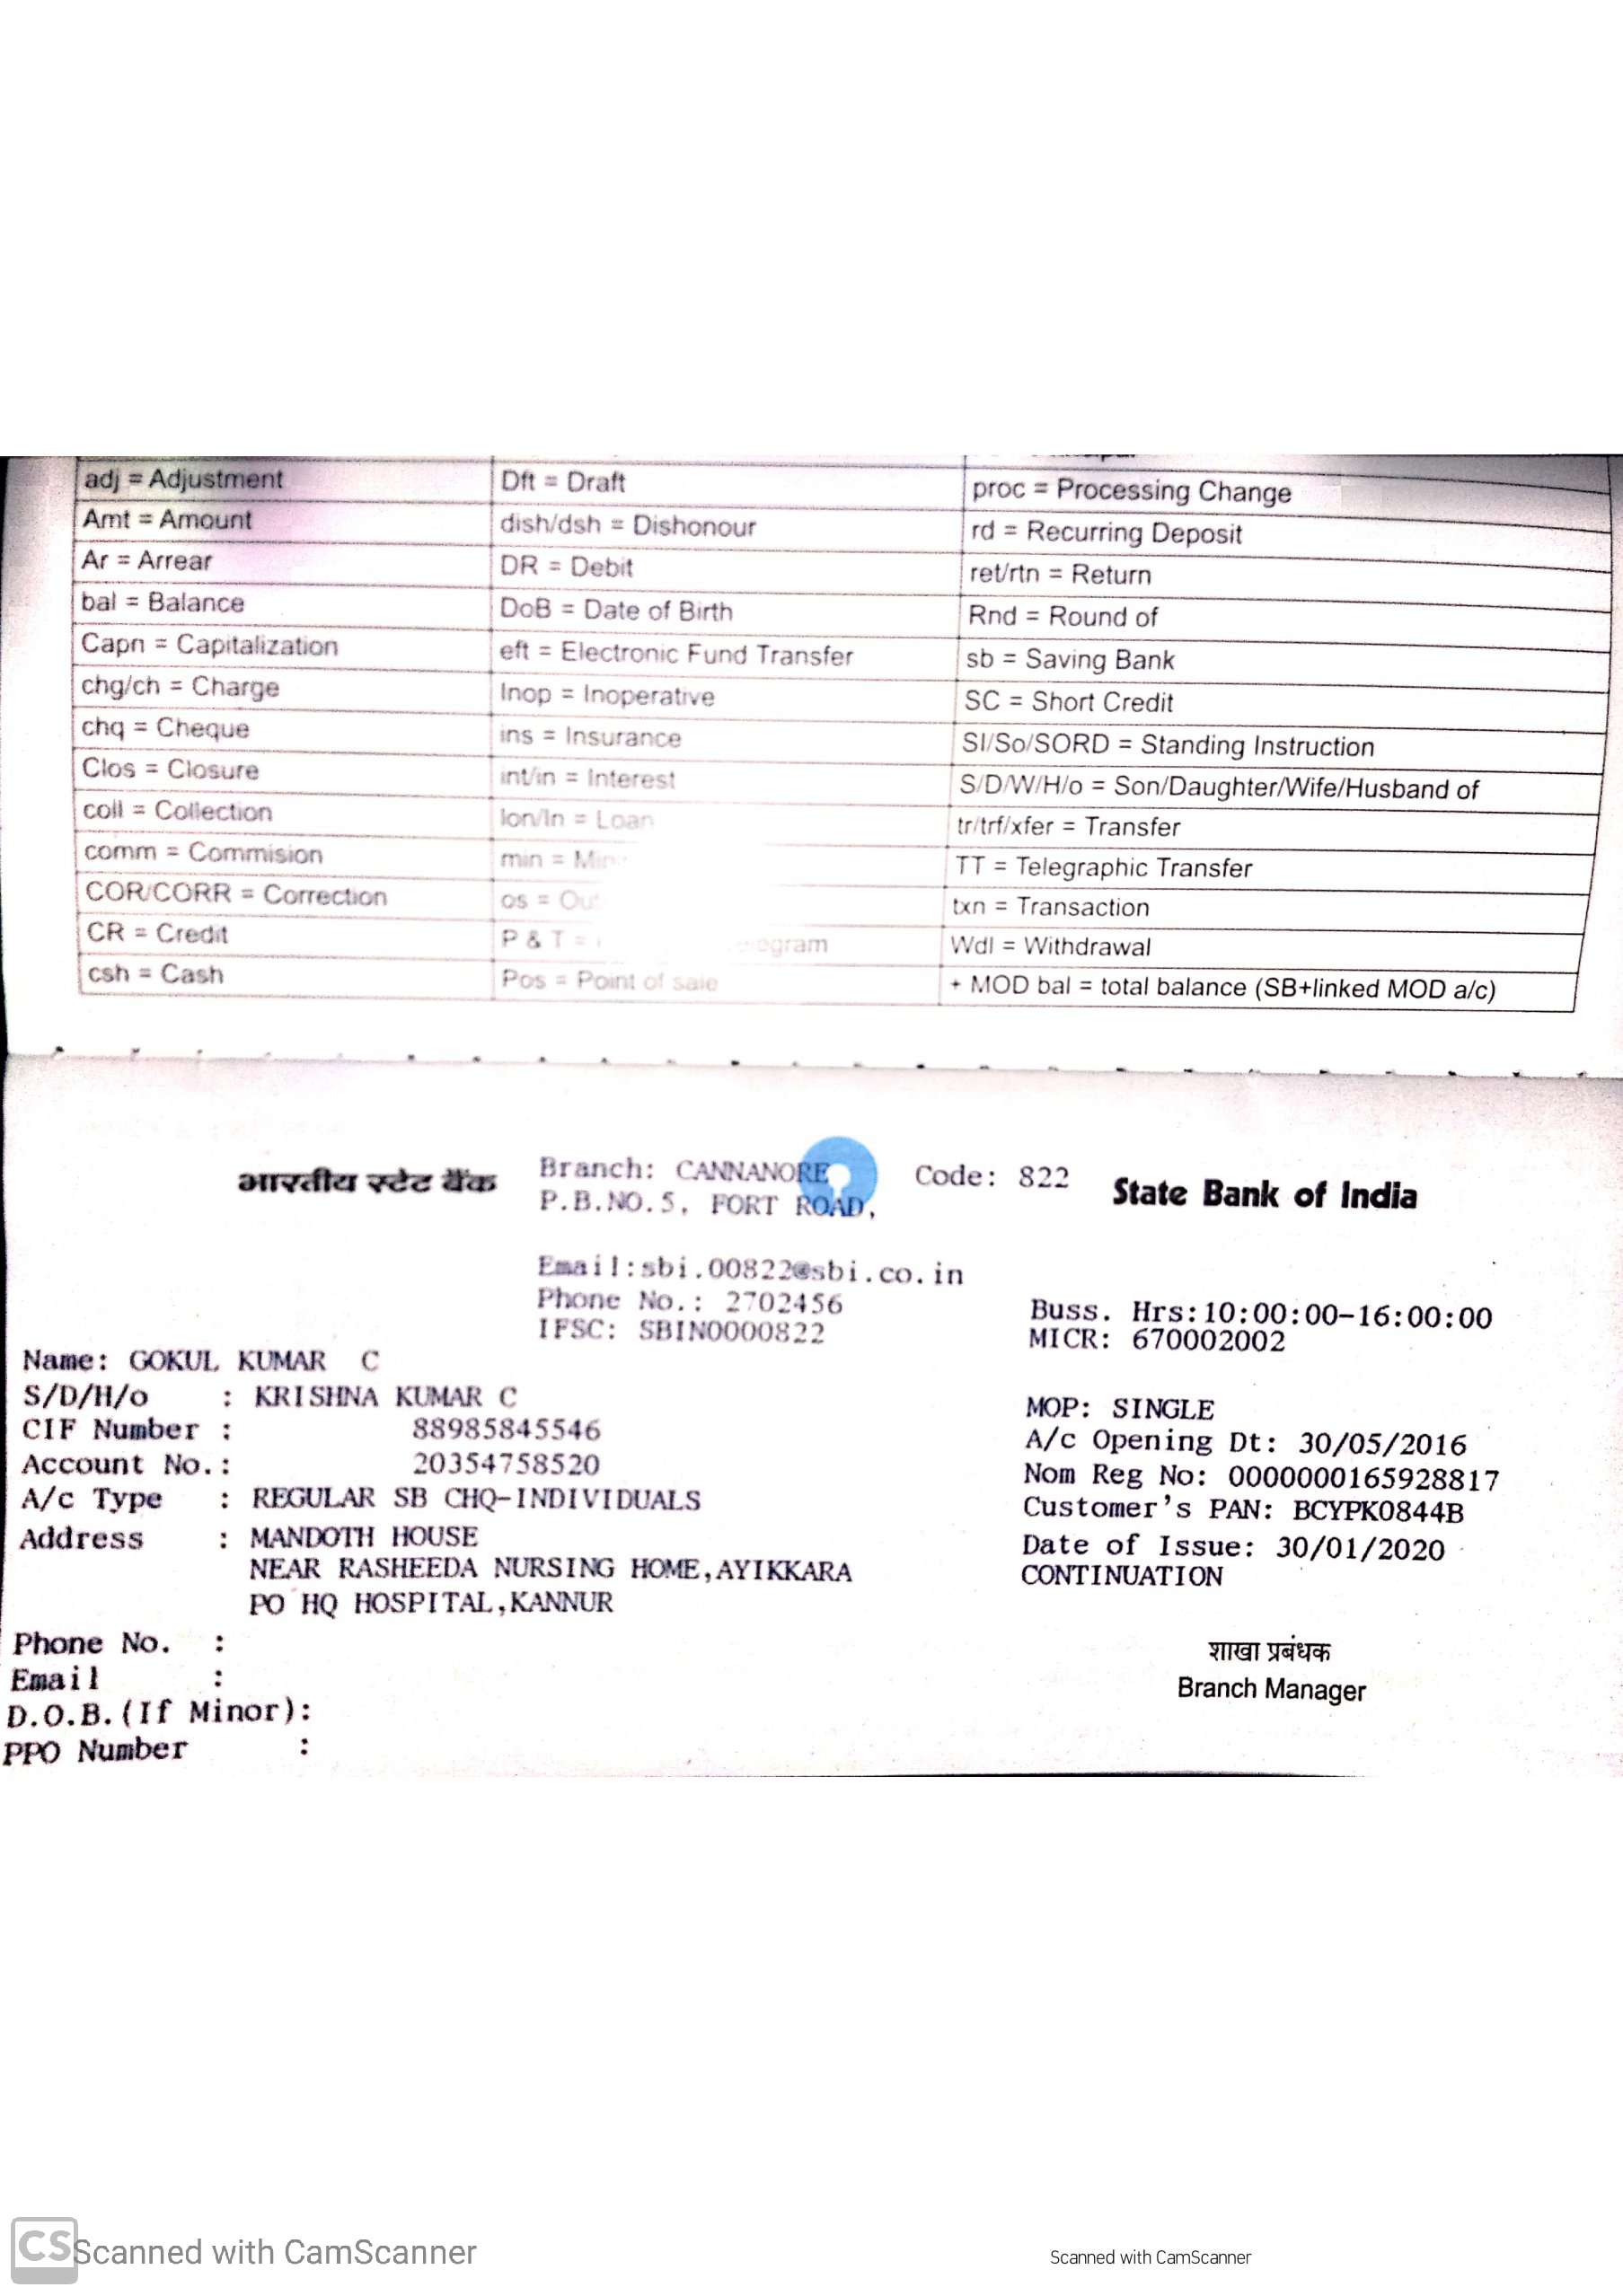 adj = Adjustment Dft = Draft proc = Processing Change
Amt = Amount dish/dsh = Dishonour rd = Recurring Deposit
Ar = Arrear DR = Debit ret/rtn = Return
bal = Balance DoB = Date of Birth Rnd = Round of
Capn = Capitalization eft = Electronic Fund Transfer sb = Saving Bank
chg/ch = Charge Inop = Inoperative SC = Short Credit
chq = Cheque ins = Insurance SI/So/SORD = Standing Instruction
Clos = Closure int/in = Interest S/D/W/H/o = Son/Daughter/Wife/Husband of
coll = Collection lon/ln = Loan tr/trf/xfer = Transfer
comm = Commision min = TT = Telegraphic Transfer
COR/CORR = Correction os = txn = Transaction
CR = Credit P & T = Wdl = Withdrawal
csh = Cash Pos = Point of sale + MOD bal = total balance (SB+linked MOD a/c)
भारतीय स्टेट बैंक Branch: CANNANORE Code: 822 State Bank of India
P.B.NO.5, FORT ROAD,
Email:sbi.00822@sbi.co.in
Phone No.: 2702456 Buss. Hrs:10:00:00-16:00:00
IFSC: SBIN0000822 MICR: 670002002
Name: GOKUL KUMAR C
S/D/H/o : KRISHNA KUMAR C MOP: SINGLE
CIF Number : 88985845546 A/c Opening Dt: 30/05/2016
Account No.: 20354758520 Nom Reg No: 0000000165928817
A/c Type : REGULAR SB CHQ-INDIVIDUALS Customer's PAN: BCYPK0844B
Address : MANDOTH HOUSE Date of Issue: 30/01/2020
NEAR RASHEEDA NURSING HOME,AYIKKARA CONTINUATION
PO HQ HOSPITAL,KANNUR
Phone No. : शाखा प्रबंधक
Email : Branch Manager
D.O.B.(If Minor):
PPO Number :
CS Scanned with CamScanner Scanned with CamScanner